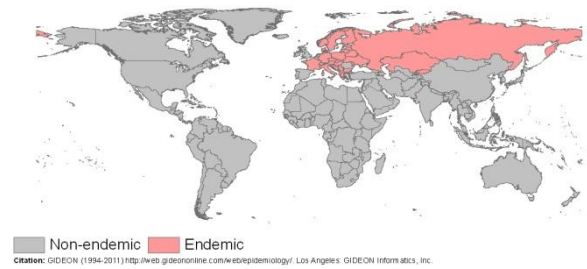 Non-endemic Endemic
Citation: GIDEON (1994-2011) http://web.gideononline.com/web/epidemiology/. Los Angeles: GIDEON Informatics, Inc.